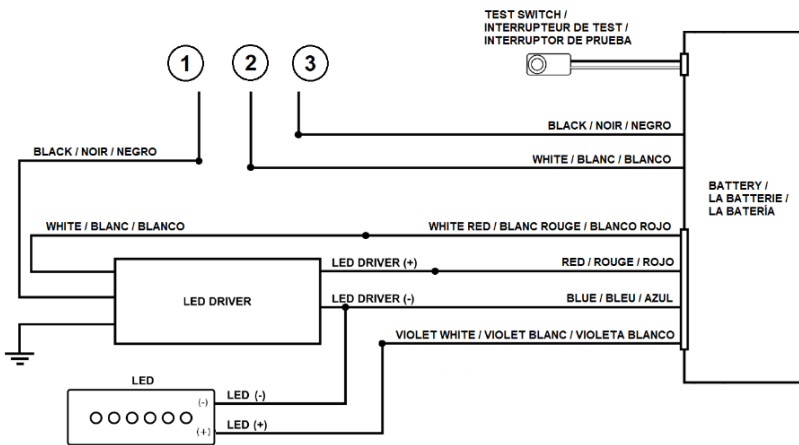 TEST SWITCH /
INTERRUPTEUR DE TEST /
INTERRUPTOR DE PRUEBA
1 2 3
BLACK / NOIR / NEGRO
BLACK / NOIR / NEGRO
WHITE / BLANC / BLANCO
BATTERY /
LA BATTERIE /
LA BATERÍA
WHITE / BLANC / BLANCO
WHITE RED / BLANC ROUGE / BLANCO ROJO
LED DRIVER (+)
RED / ROUGE / ROJO
LED DRIVER
LED DRIVER (-)
BLUE / BLEU / AZUL
VIOLET WHITE / VIOLET BLANC / VIOLETA BLANCO
LED
(-)
LED (-)
(+)
LED (+)